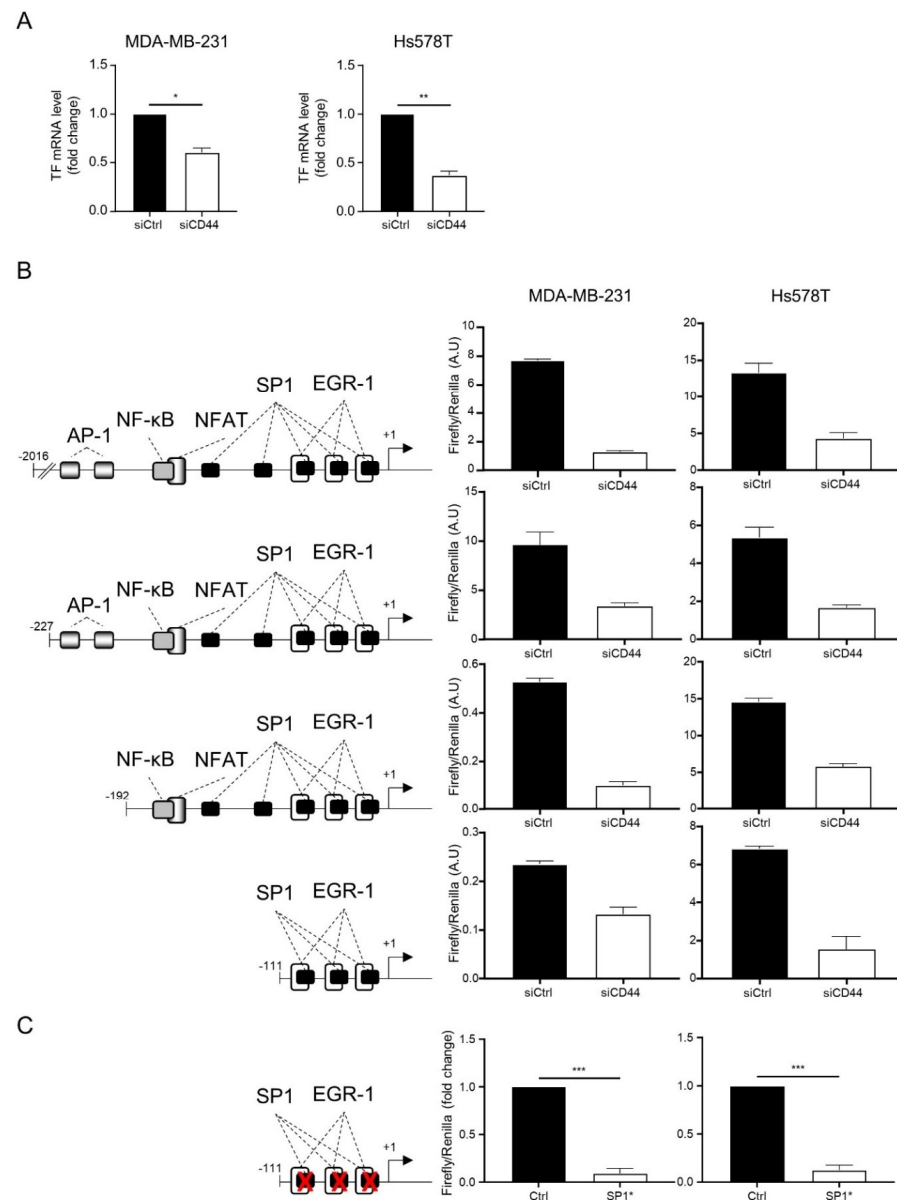 A
MDA-MB-231
Hs578T
TF mRNA level
(fold change)
1.5
1.0
0.5
0.0
*
siCtrl siCD44
TF mRNA level
(fold change)
1.5
1.0
0.5
0.0
**
siCtrl siCD44
B
MDA-MB-231
Hs578T
-2016
AP-1
NF-κB
NFAT
SP1
EGR-1
+1
Firefly/Renilla (A.U)
10
8
6
4
2
0
siCtrl siCD44
20
15
10
5
0
siCtrl siCD44
-227
AP-1
NF-κB
NFAT
SP1
EGR-1
+1
Firefly/Renilla (A.U)
15
10
5
0
siCtrl siCD44
8
6
4
2
0
siCtrl siCD44
-192
NF-κB
NFAT
SP1
EGR-1
+1
Firefly/Renilla (A.U)
0.6
0.4
0.2
0.0
siCtrl siCD44
20
15
10
5
0
siCtrl siCD44
-111
SP1
EGR-1
+1
Firefly/Renilla (A.U)
0.3
0.2
0.1
0.0
siCtrl siCD44
8
6
4
2
0
siCtrl siCD44
C
-111
SP1
EGR-1
X X X
+1
Firefly/Renilla (fold change)
1.5
1.0
0.5
0.0
***
Ctrl SP1*
1.5
1.0
0.5
0.0
***
Ctrl SP1*